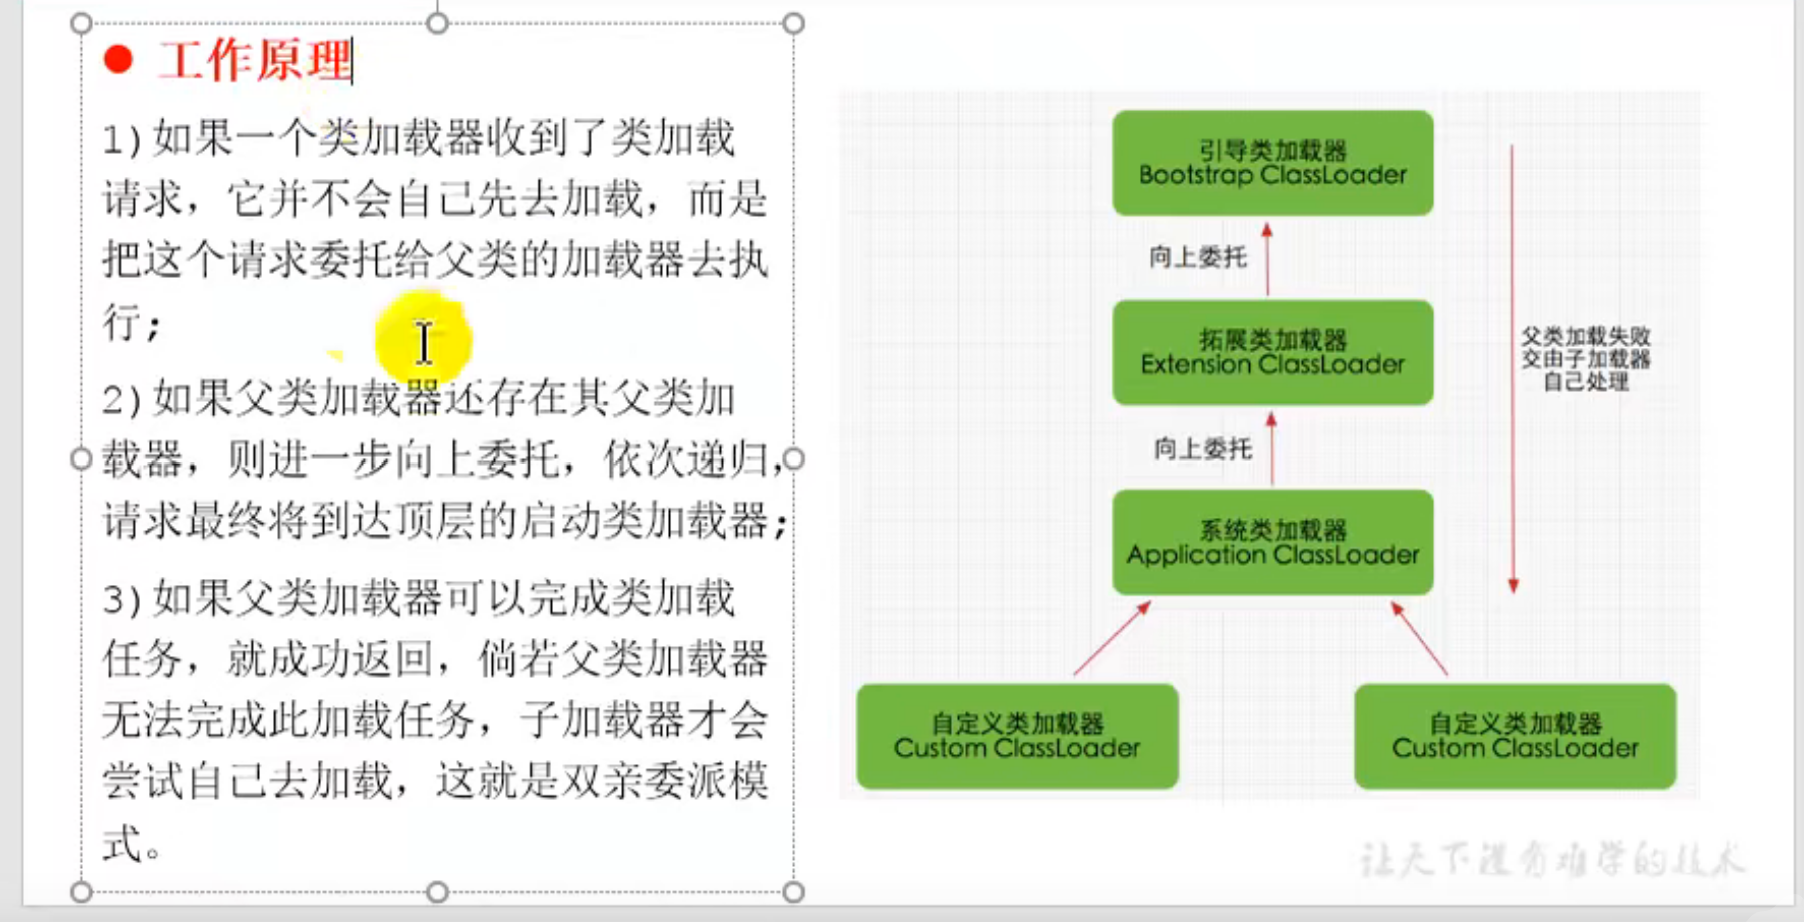 ● 工作原理
1)如果一个类加载器收到了类加载
请求，它并不会自己先去加载，而是
把这个请求委托给父类的加载器去执
行；
2)如果父类加载器还存在其父类加
载器，则进一步向上委托，依次递归，
请求最终将到达顶层的启动类加载器；
3)如果父类加载器可以完成类加载
任务，就成功返回，倘若父类加载器
无法完成此加载任务，子加载器才会
尝试自己去加载，这就是双亲委派模
式。
引导类加载器
Bootstrap ClassLoader
向上委托
拓展类加载器
Extension ClassLoader
父类加载失败
交由子加载器
自己处理
向上委托
系统类加载器
Application ClassLoader
自定义类加载器
Custom ClassLoader
自定义类加载器
Custom ClassLoader
让天下没有难学的技术